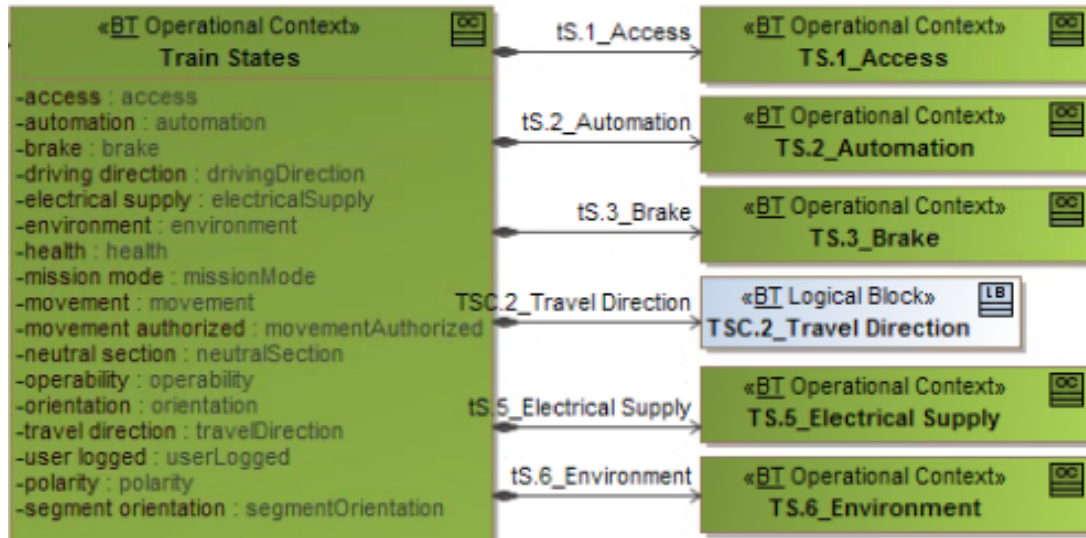 «BT Operational Context»
Train States
-access : access
-automation : automation
-brake : brake
-driving direction : drivingDirection
-electrical supply : electricalSupply
-environment : environment
-health : health
-mission mode : missionMode
-movement : movement
-movement authorized : movementAuthorized
-neutral section : neutralSection
-operability : operability
-orientation : orientation
-travel direction : travelDirection
-user logged : userLogged
-polarity : polarity
-segment orientation : segmentOrientation
tS.1_Access
«BT Operational Context»
TS.1_Access
tS.2_Automation
«BT Operational Context»
TS.2_Automation
tS.3_Brake
«BT Operational Context»
TS.3_Brake
TSC.2_Travel Direction
«BT Logical Block»
LB
TSC.2_Travel Direction
tS.5_Electrical Supply
«BT Operational Context»
OC
TS.5_Electrical Supply
tS.6_Environment
«BT Operational Context»
OC
TS.6_Environment